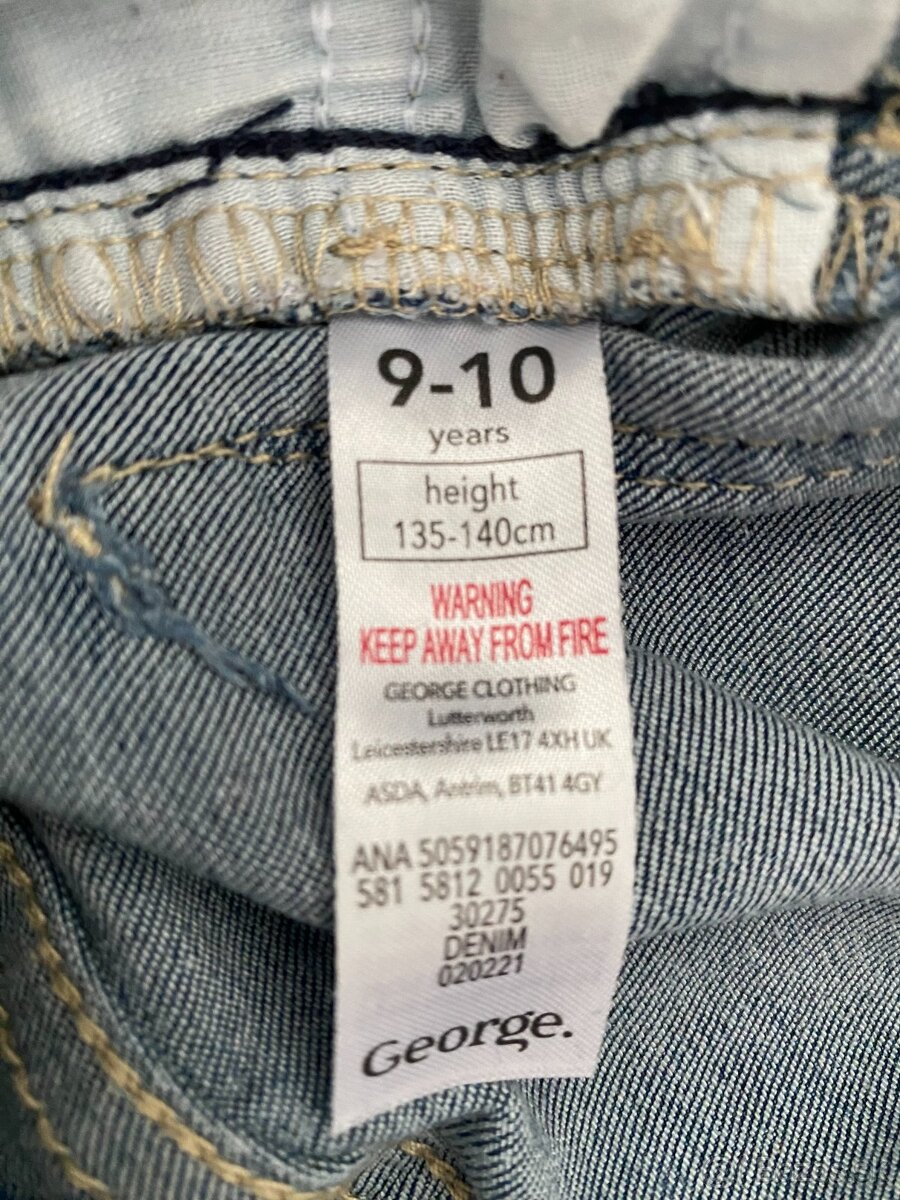 9-10
years
height
135-140cm
WARNING
KEEP AWAY FROM FIRE
GEORGE CLOTHING
Lutterworth
Leicestershire LE17 4XH UK
ASDA, Antrim, BT41 4GY
ANA 5059187076495
581 5812 0055 019
30275
DENIM
020221
George.